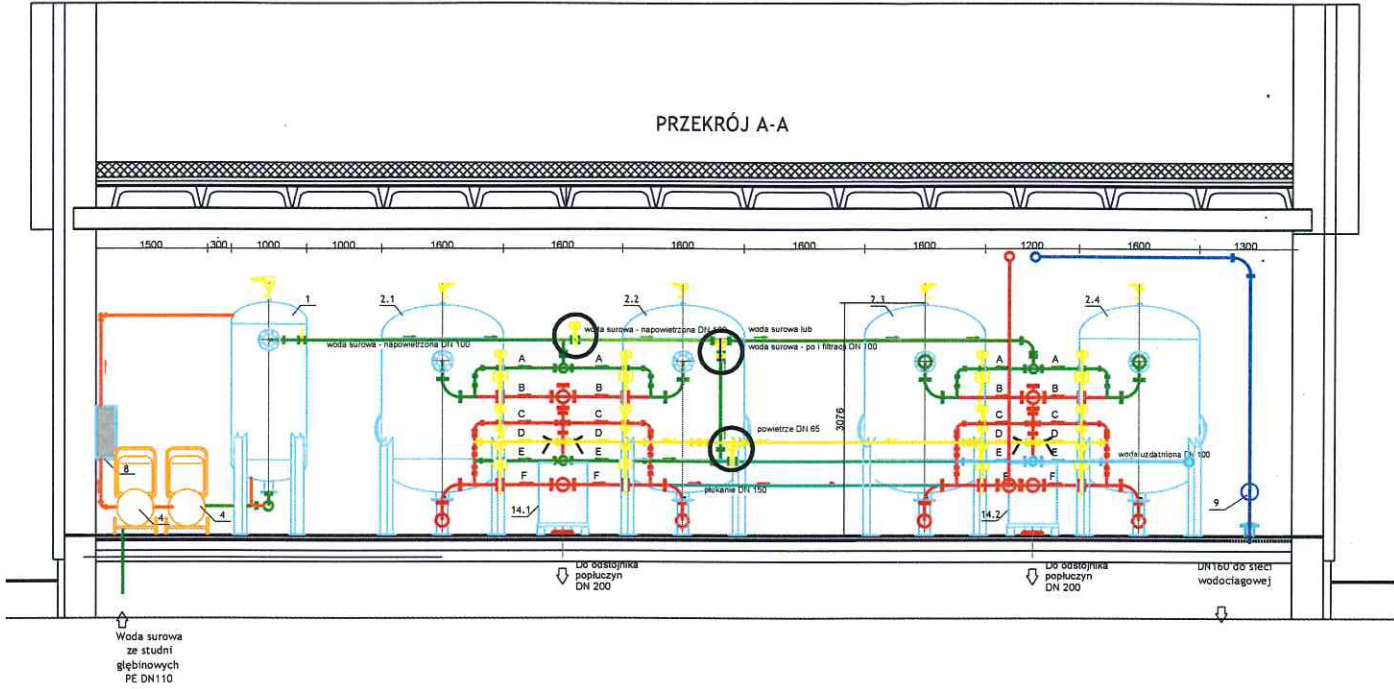 PRZEKRÓJ A-A
1500 300 1000 1000 1600 1600 1600 1600 1600 1200 1600 1300
1 2.1 2.2 2.3 2.4
woda surowa - napowietrzona DN 100 woda surowa lub
woda surowa - napowietrzona DN 100 woda surowa - po I filtracji DN 100
A A A A
B B B B
C C C C
3076
powietrze DN 65
D D D D
E E E E
woda uzdatniona DN 100
8
F F F F
płukanie DN 150
4 4 14.1 14.2 9
Do odstojnika
popłuczyn
DN 200
Do odstojnika
popłuczyn
DN 200
DN160 do sieci
wodociagowej
Woda surowa
ze studni
głębinowych
PE DN110